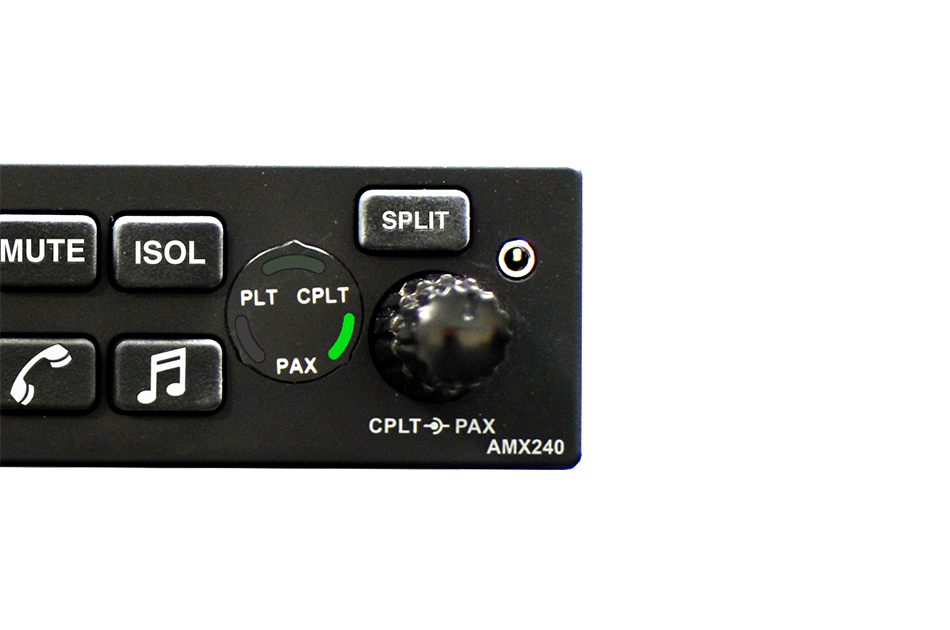 SPLIT
MUTE
ISOL
PLT CPLT
PAX
CPLT PAX
AMX240